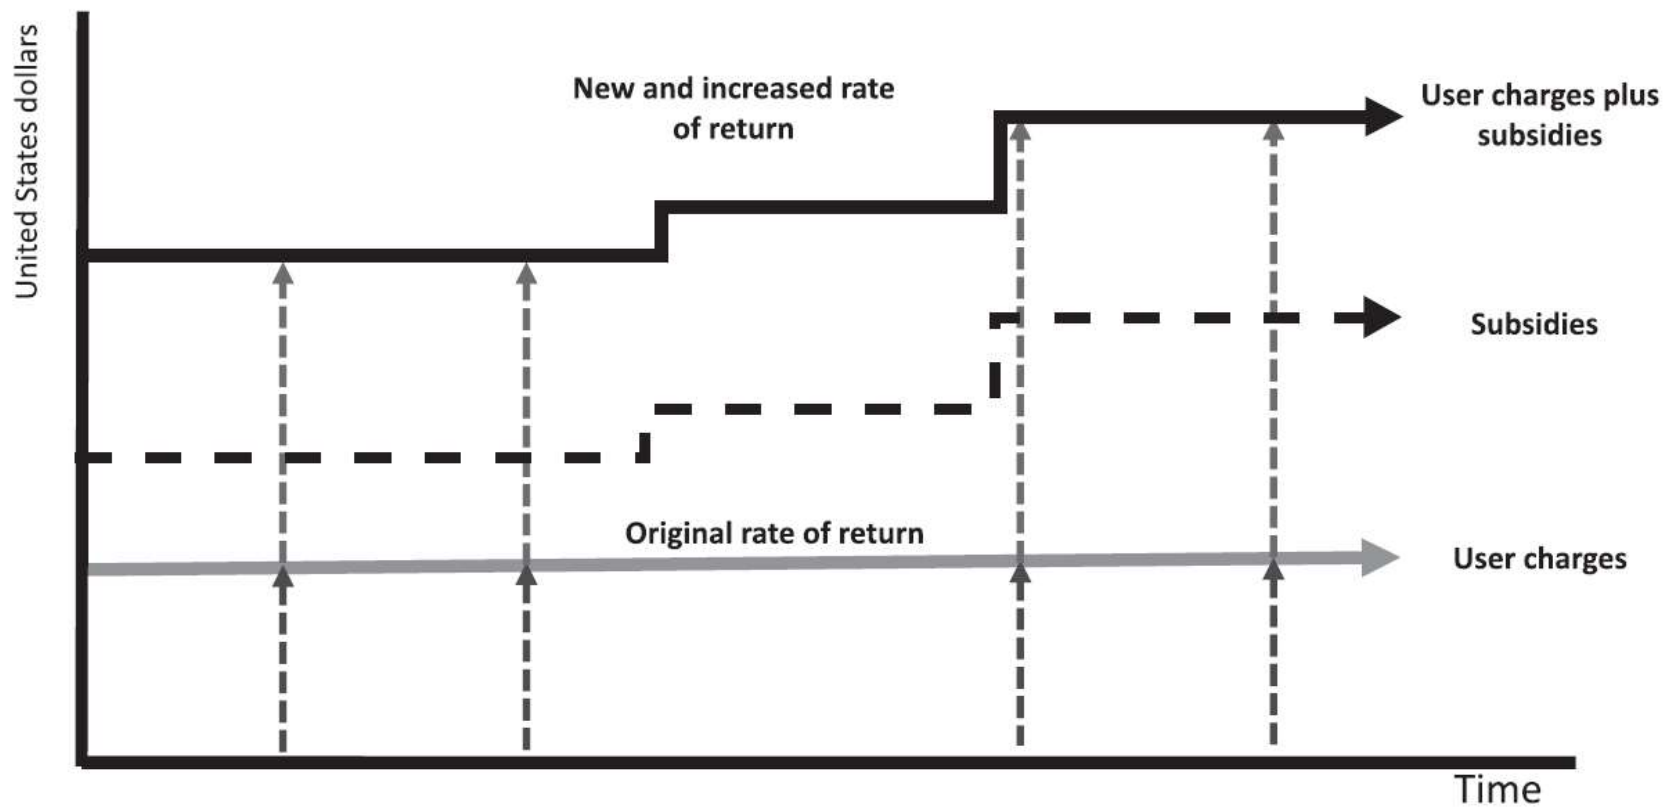 United States dollars
New and increased rate
of return
User charges plus
subsidies
Subsidies
Original rate of return
User charges
Time